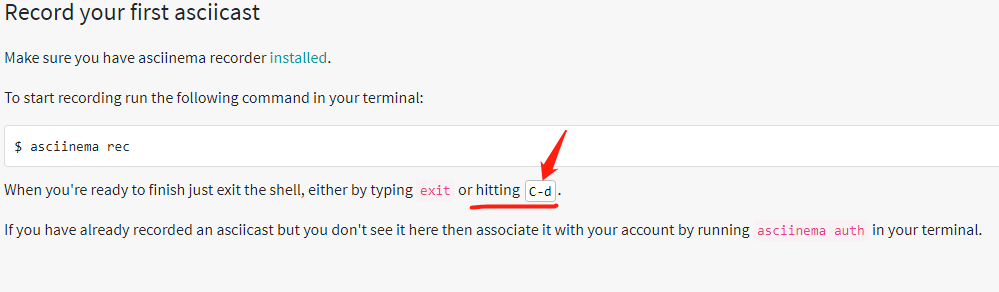 Record your first asciicast
Make sure you have asciinema recorder installed.
To start recording run the following command in your terminal:
$ asciinema rec
When you're ready to finish just exit the shell, either by typing exit or hitting C-d.
If you have already recorded an asciicast but you don't see it here then associate it with your account by running asciinema auth in your terminal.